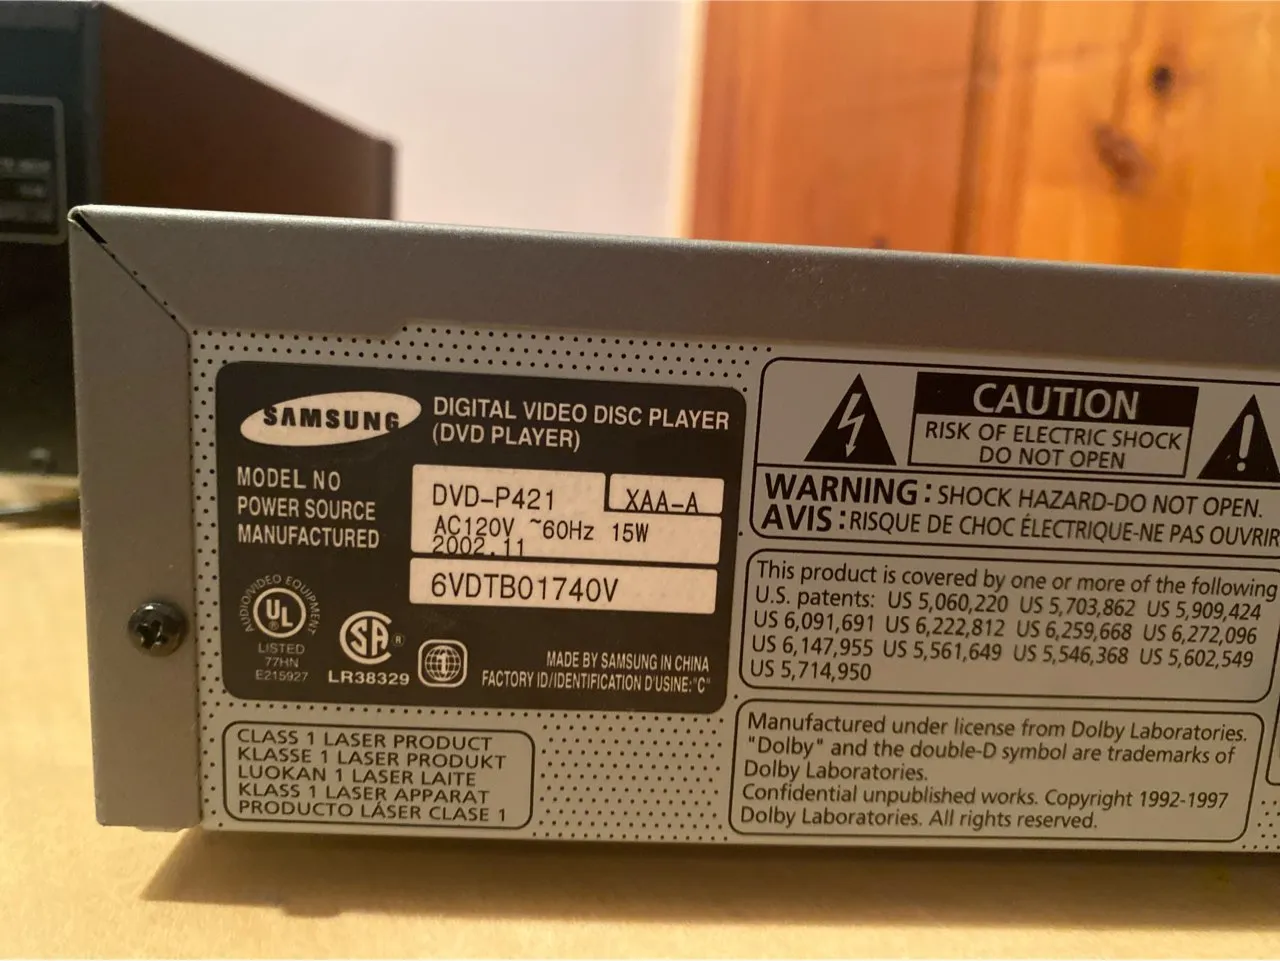 SAMSUNG
DIGITAL VIDEO DISC PLAYER
(DVD PLAYER)
MODEL NO
DVD-P421
XAA-A
POWER SOURCE
AC120V ~60Hz 15W
MANUFACTURED
2002.11
6VDTB01740V
AUDIO/VIDEO EQUIPMENT
UL
®
LISTED
77HN
E215927
SA ®
LR38329
1
MADE BY SAMSUNG IN CHINA
FACTORY ID/IDENTIFICATION D'USINE:"C"
CLASS 1 LASER PRODUCT
KLASSE 1 LASER PRODUKT
LUOKAN 1 LASER LAITE
KLASS 1 LASER APPARAT
PRODUCTO LÁSER CLASE 1
CAUTION
RISK OF ELECTRIC SHOCK
DO NOT OPEN
!
WARNING : SHOCK HAZARD-DO NOT OPEN.
AVIS : RISQUE DE CHOC ÉLECTRIQUE-NE PAS OUVRIR
This product is covered by one or more of the following
U.S. patents: US 5,060,220 US 5,703,862 US 5,909,424
US 6,091,691 US 6,222,812 US 6,259,668 US 6,272,096
US 6,147,955 US 5,561,649 US 5,546,368 US 5,602,549
US 5,714,950
Manufactured under license from Dolby Laboratories.
"Dolby" and the double-D symbol are trademarks of
Dolby Laboratories.
Confidential unpublished works. Copyright 1992-1997
Dolby Laboratories. All rights reserved.